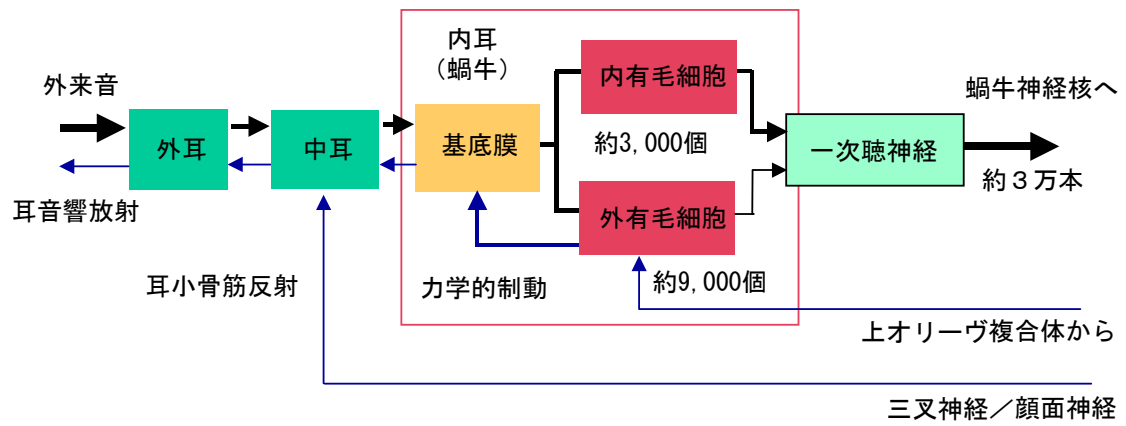 内耳
（蝸牛）
外来音
外耳
中耳
基底膜
内有毛細胞
約3,000個
外有毛細胞
約9,000個
一次聴神経
蝸牛神経核へ
約３万本
耳音響放射
耳小骨筋反射
力学的制動
上オリーヴ複合体から
三叉神経／顔面神経